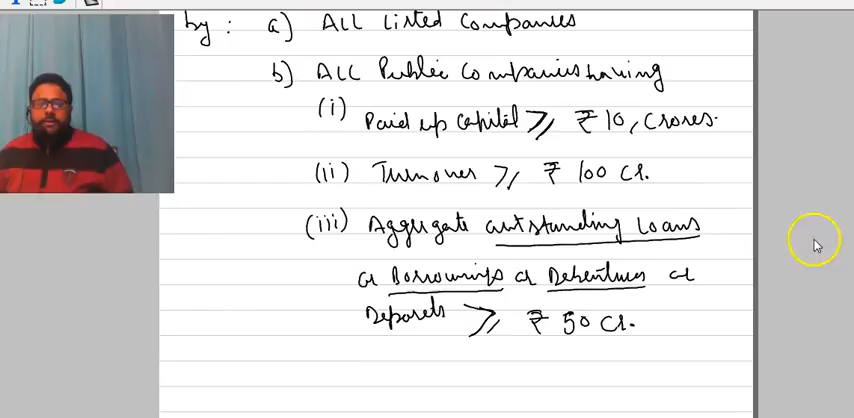 by : a) ALL Listed Companies
b) ALL Public Companies having
(i) Paid up Capital ⩾ ₹ 10, Crores.
(ii) Turnover ⩾ ₹ 100 Cr.
(iii) Aggregate outstanding Loans
or Borrowings or Debentures or
Deposits ⩾ ₹ 50 Cr.